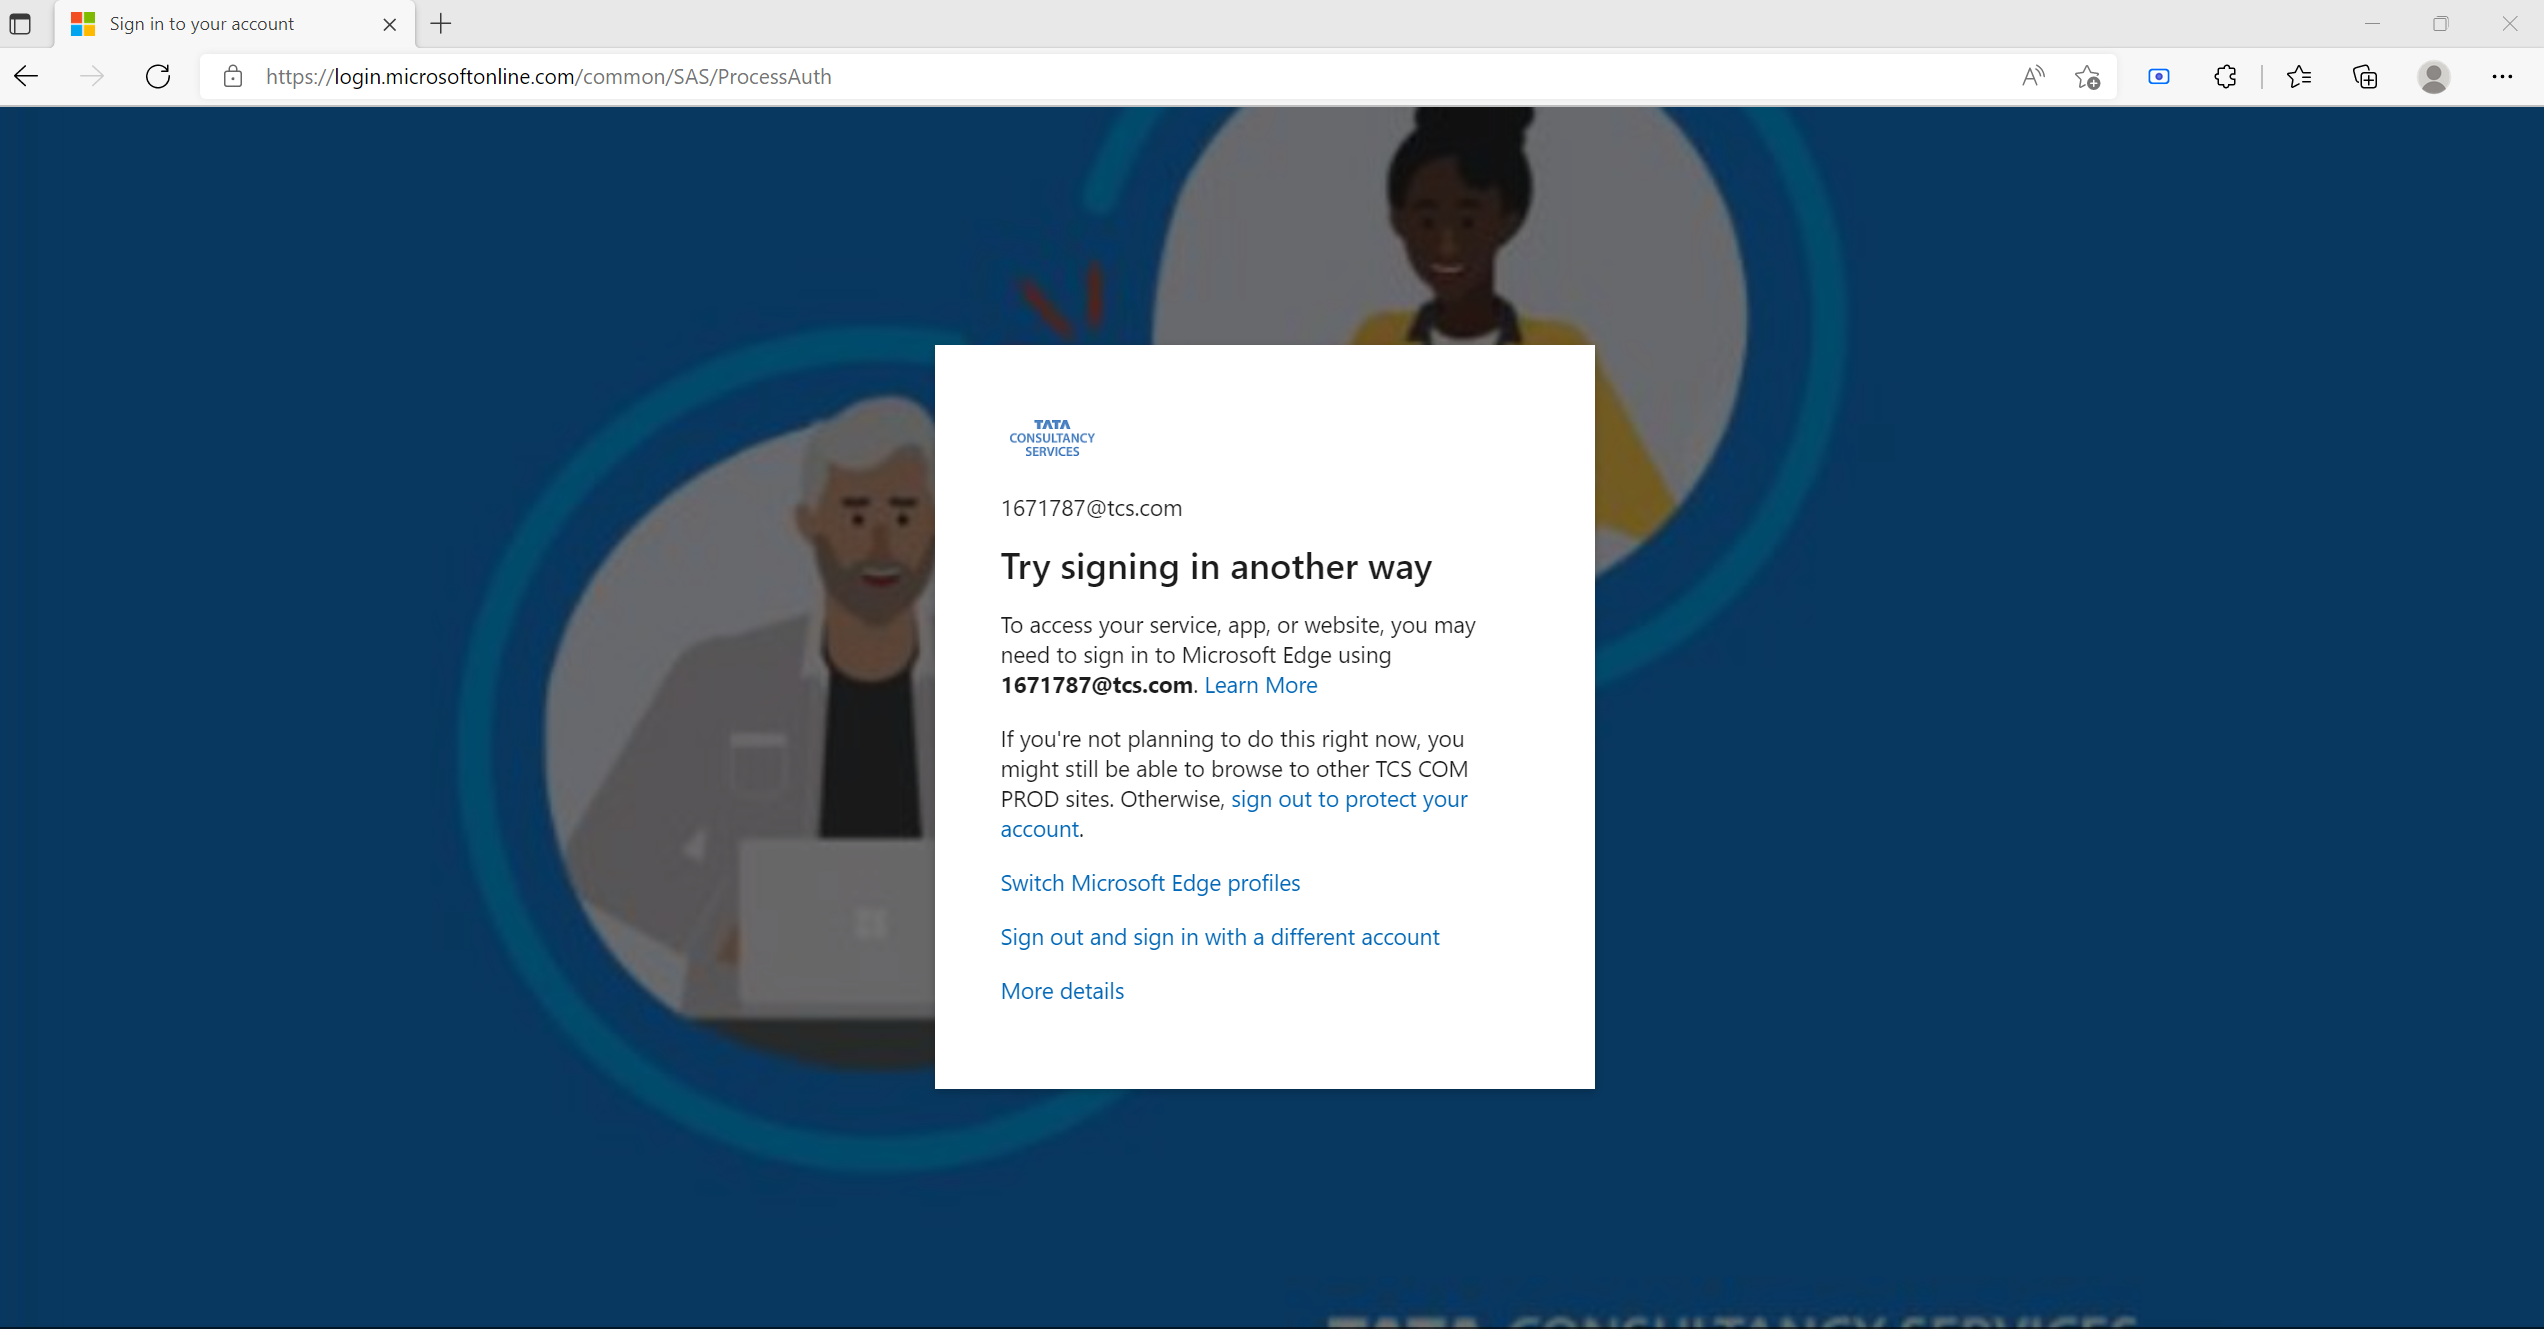 Sign in to your account
https://login.microsoftonline.com/common/SAS/ProcessAuth
TATA
CONSULTANCY
SERVICES
1671787@tcs.com
Try signing in another way
To access your service, app, or website, you may
need to sign in to Microsoft Edge using
1671787@tcs.com. Learn More
If you're not planning to do this right now, you
might still be able to browse to other TCS COM
PROD sites. Otherwise, sign out to protect your
account.
Switch Microsoft Edge profiles
Sign out and sign in with a different account
More details
TATA CONSULTANCY SERVICES